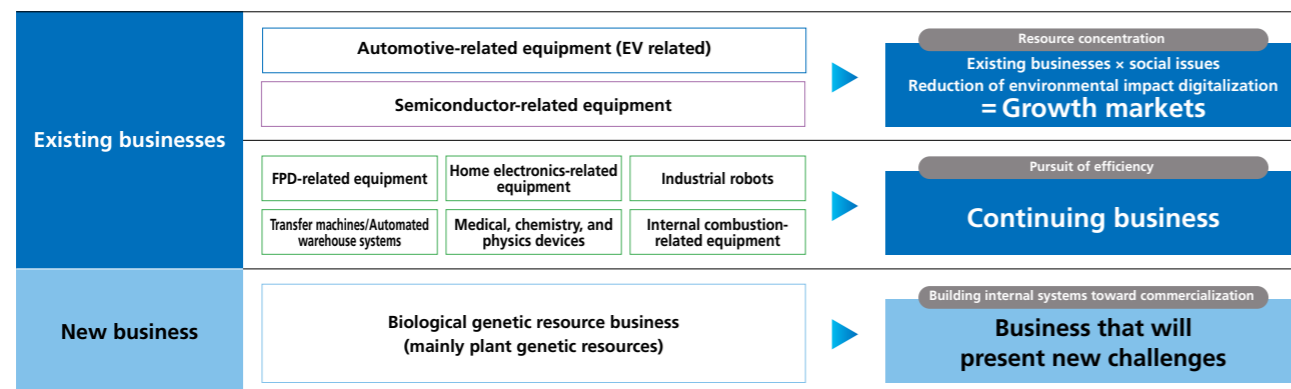 Existing businesses
Automotive-related equipment (EV related)
Semiconductor-related equipment
Resource concentration
Existing businesses × social issues
Reduction of environmental impact digitalization
= Growth markets
FPD-related equipment
Home electronics-related
equipment
Industrial robots
Transfer machines/Automated
warehouse systems
Medical, chemistry, and
physics devices
Internal combustion-
related equipment
Pursuit of efficiency
Continuing business
New business
Biological genetic resource business
(mainly plant genetic resources)
Building internal systems toward commercialization
Business that will
present new challenges